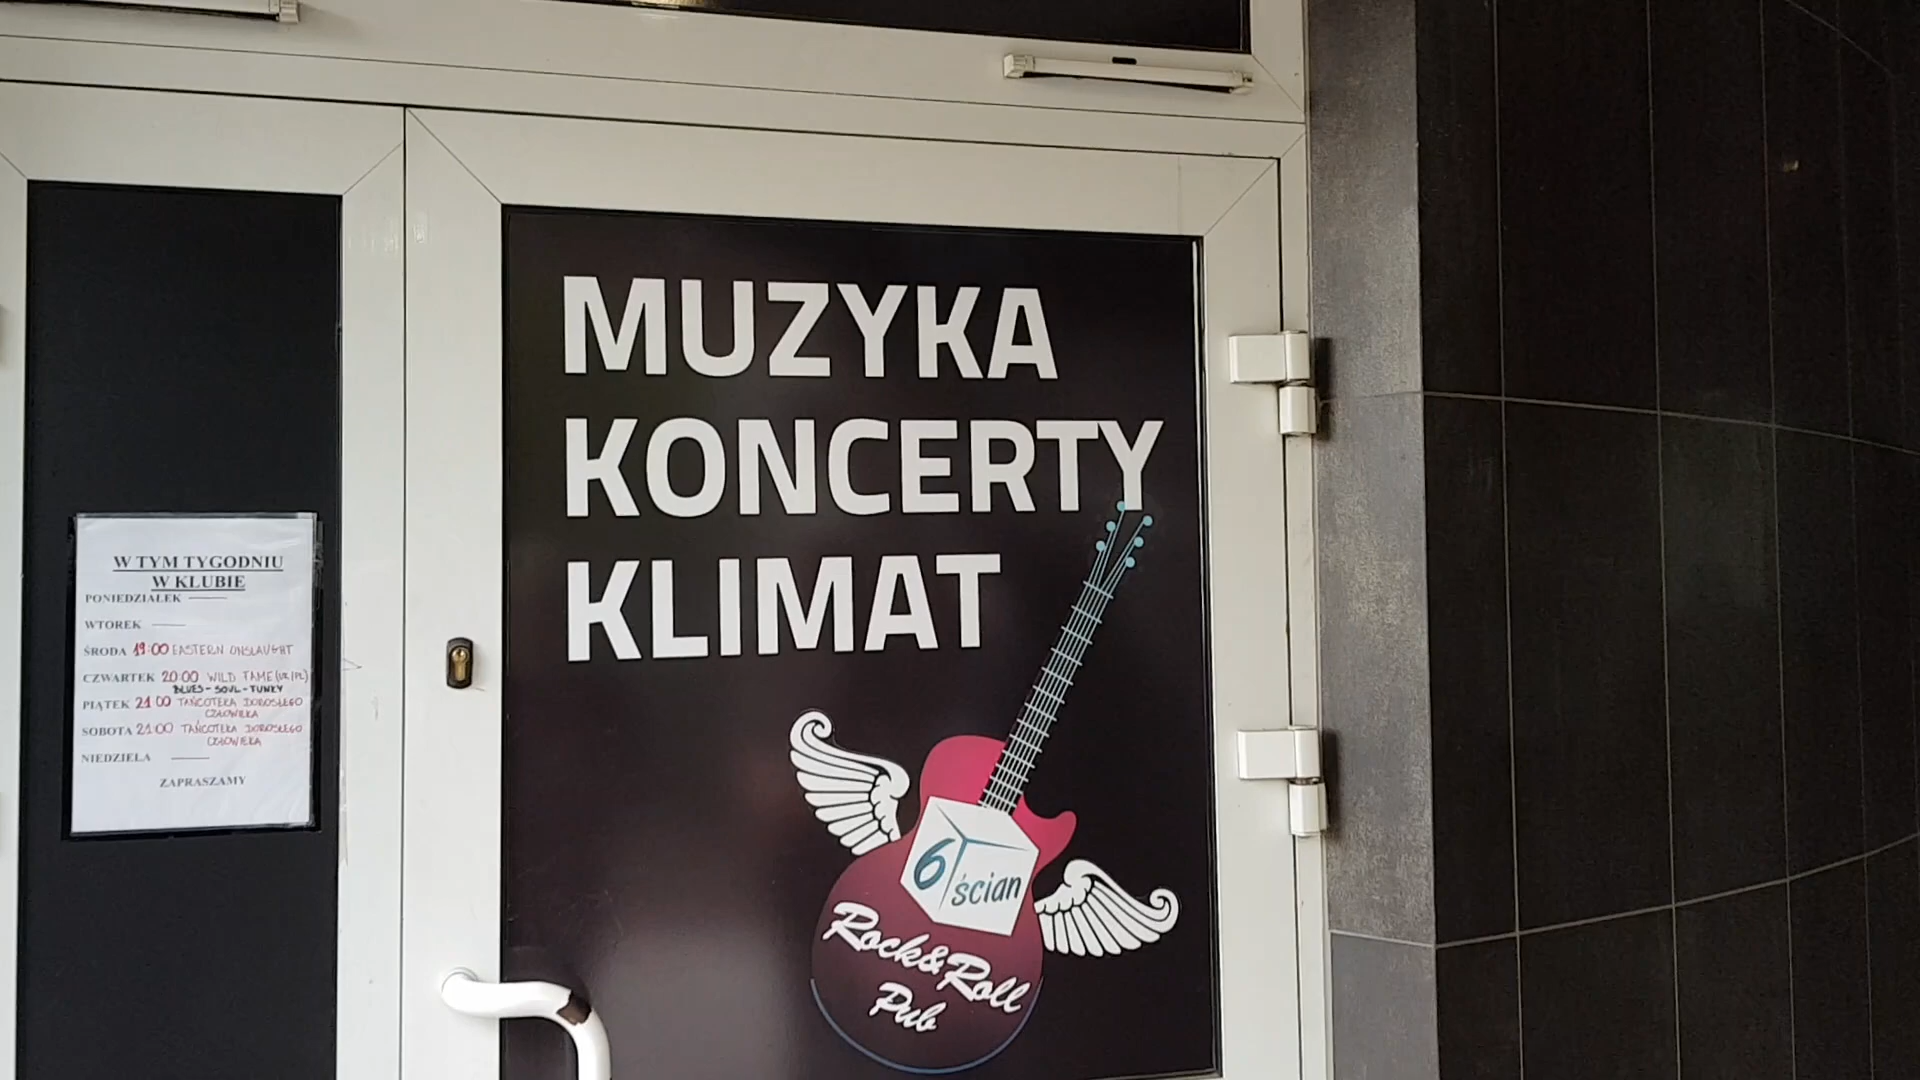 MUZYKA
KONCERTY
KLIMAT
6 ścian
Rock&Roll
Pub
W TYM TYGODNIU
W KLUBIE
PONIEDZIAŁEK
WTOREK
ŚRODA 19:00 EASTERN ONSLAUGHT
CZWARTEK 20:00 WILD TAME (UK/PL)
BLUES-SOUL-FUNKY
PIĄTEK 21:00 TAŃCOTEKA DOROSŁEGO
CZŁOWIEKA
SOBOTA 21:00 TAŃCOTEKA DOROSŁEGO
CZŁOWIEKA
NIEDZIELA
ZAPRASZAMY